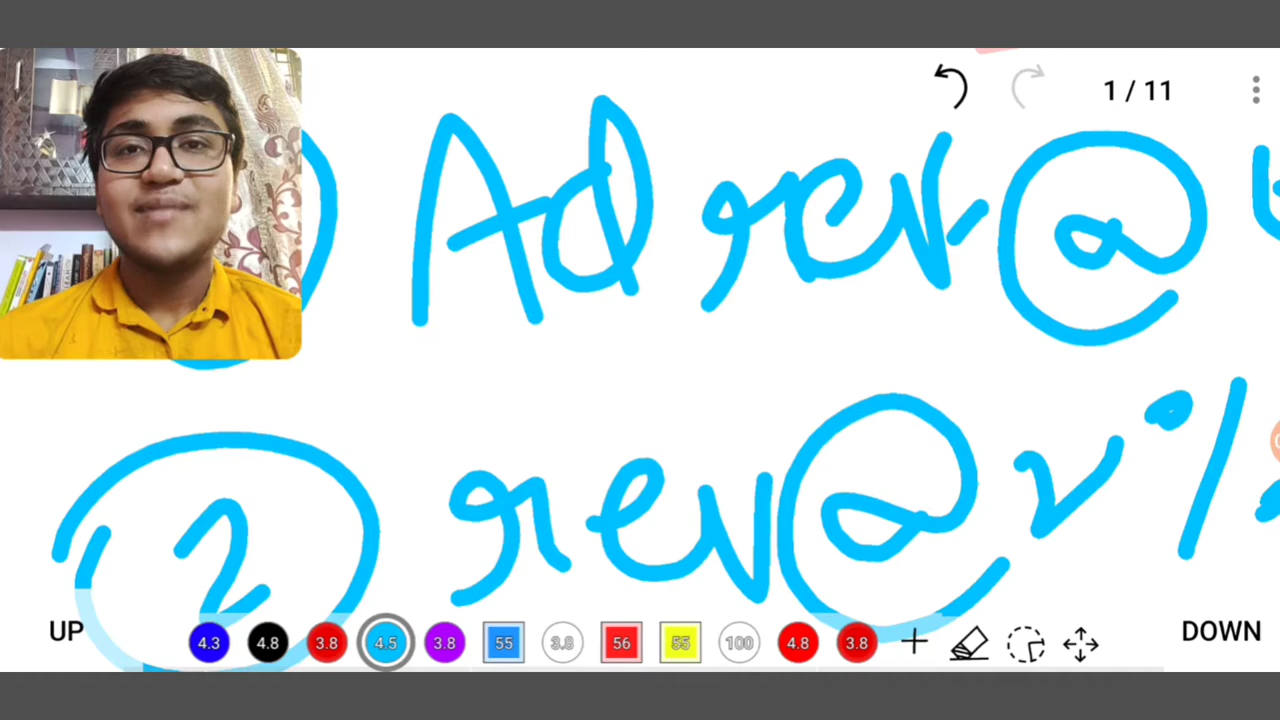 1 / 11
Ad rev @
2 rev @ r %
UP
4.3 4.8 3.8 4.5 3.8 55 3.8 56 55 100 4.8 3.8
DOWN